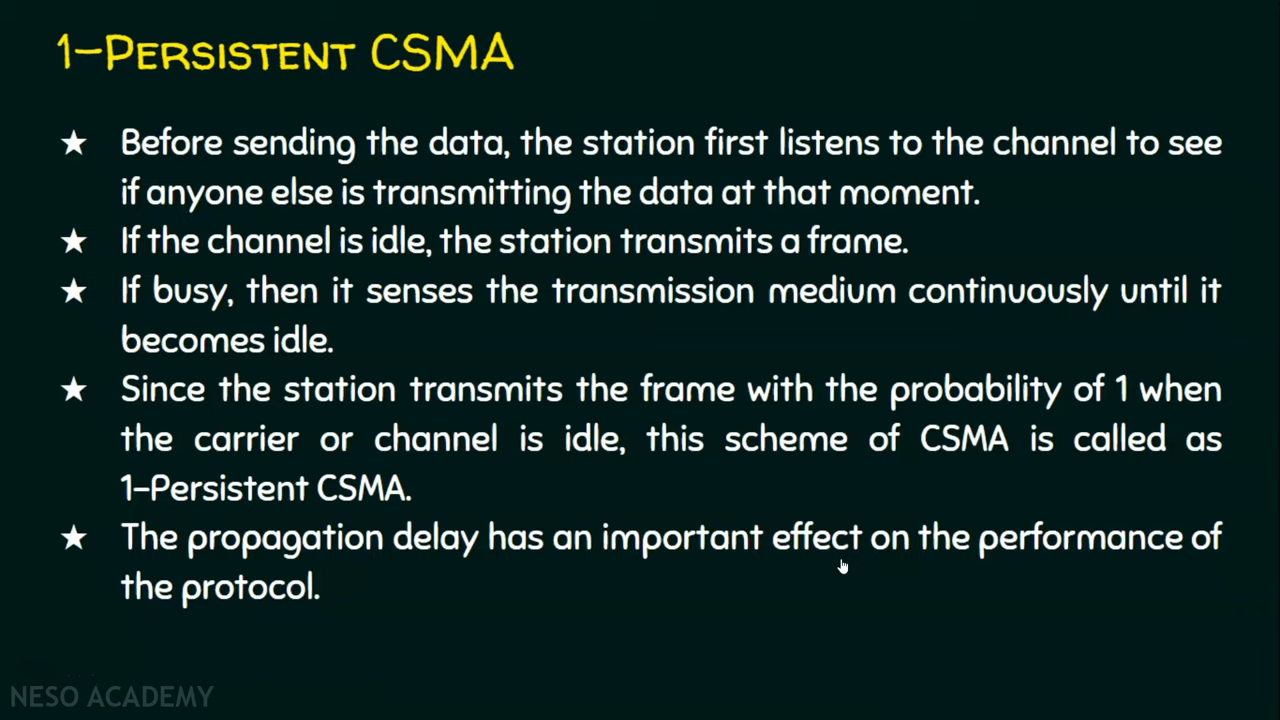 1-Persistent CSMA
★ Before sending the data, the station first listens to the channel to see
if anyone else is transmitting the data at that moment.
★ If the channel is idle, the station transmits a frame.
★ If busy, then it senses the transmission medium continuously until it
becomes idle.
★ Since the station transmits the frame with the probability of 1 when
the carrier or channel is idle, this scheme of CSMA is called as
1-Persistent CSMA.
★ The propagation delay has an important effect on the performance of
the protocol.
NESO ACADEMY